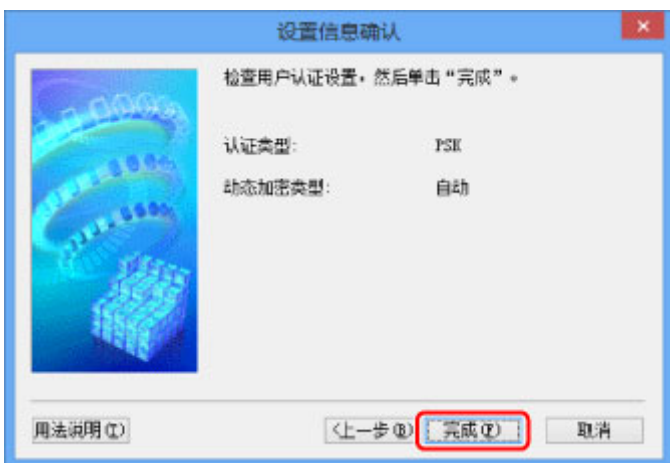 设置信息确认
检查用户认证设置，然后单击“完成”。
认证类型: PSK
动态加密类型: 自动
用法说明(I) <上一步(B) 完成(F) 取消